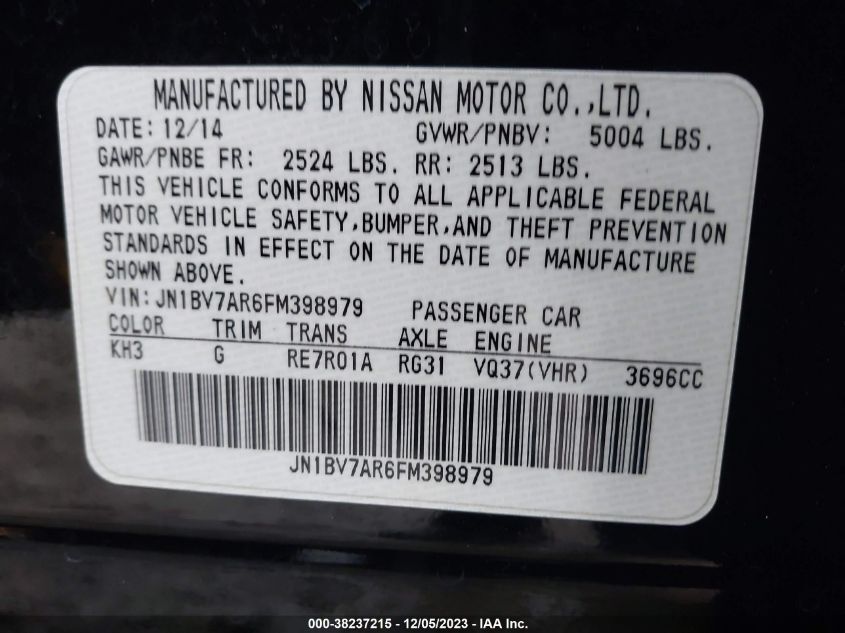 MANUFACTURED BY NISSAN MOTOR CO.,LTD.
DATE: 12/14 GVWR/PNBV: 5004 LBS.
GAWR/PNBE FR: 2524 LBS. RR: 2513 LBS.
THIS VEHICLE CONFORMS TO ALL APPLICABLE FEDERAL
MOTOR VEHICLE SAFETY,BUMPER,AND THEFT PREVENTION
STANDARDS IN EFFECT ON THE DATE OF MANUFACTURE
SHOWN ABOVE.
VIN: JN1BV7AR6FM398979 PASSENGER CAR
COLOR TRIM TRANS AXLE ENGINE
KH3 G RE7R01A RG31 VQ37(VHR) 3696CC
JN1BV7AR6FM398979
000-38237215 - 12/05/2023 - IAA Inc.